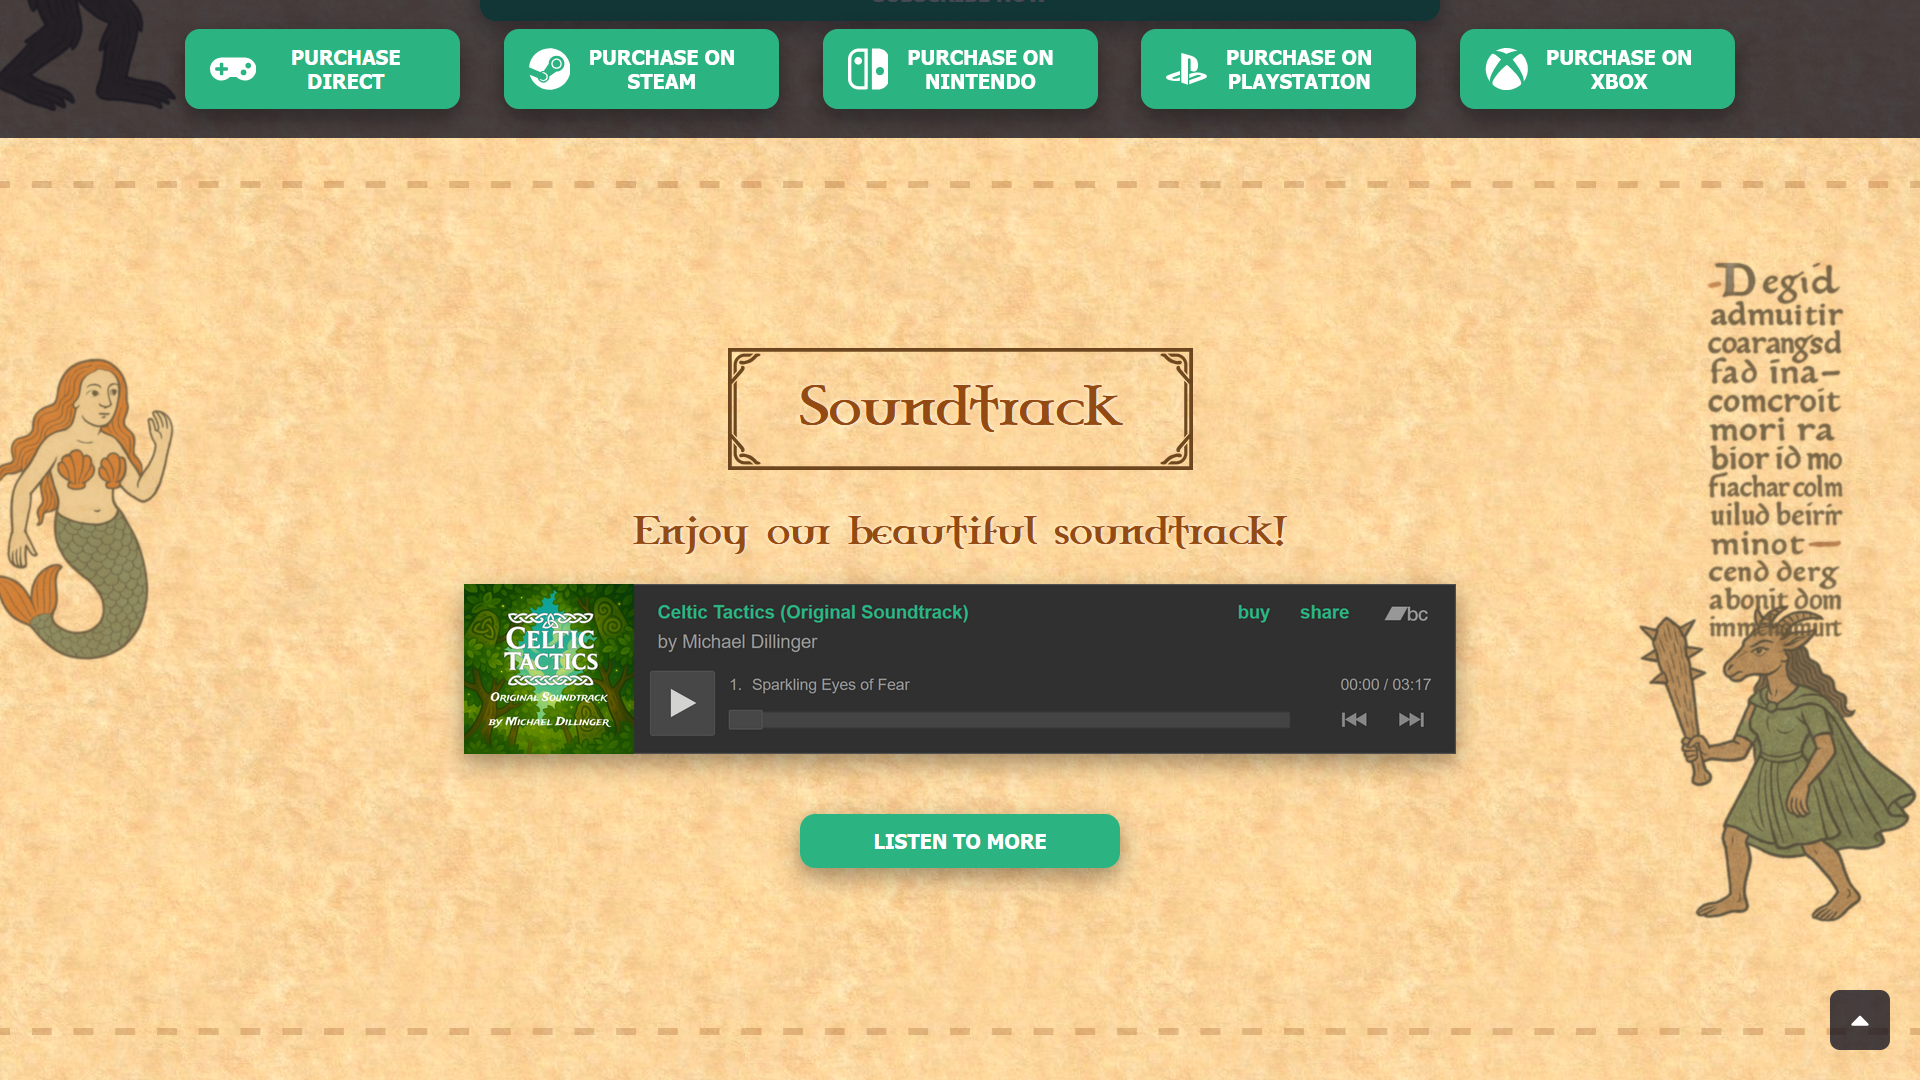 PURCHASE
DIRECT
PURCHASE ON
STEAM
PURCHASE ON
NINTENDO
PURCHASE ON
PLAYSTATION
PURCHASE ON
XBOX
Soundtrack
Enjoy our beautiful soundtrack!
CELTIC
TACTICS
ORIGINAL SOUNDTRACK
BY MICHAEL DILLINGER
Celtic Tactics (Original Soundtrack)
buy
share
bc
by Michael Dillinger
1. Sparkling Eyes of Fear
00:00 / 03:17
LISTEN TO MORE
Degid
admuitir
coarangsd
fad ina-
comcroit
mori ra
bior id mo
fiachar colm
uilud beirir
minot—
cend derg
abonit dom